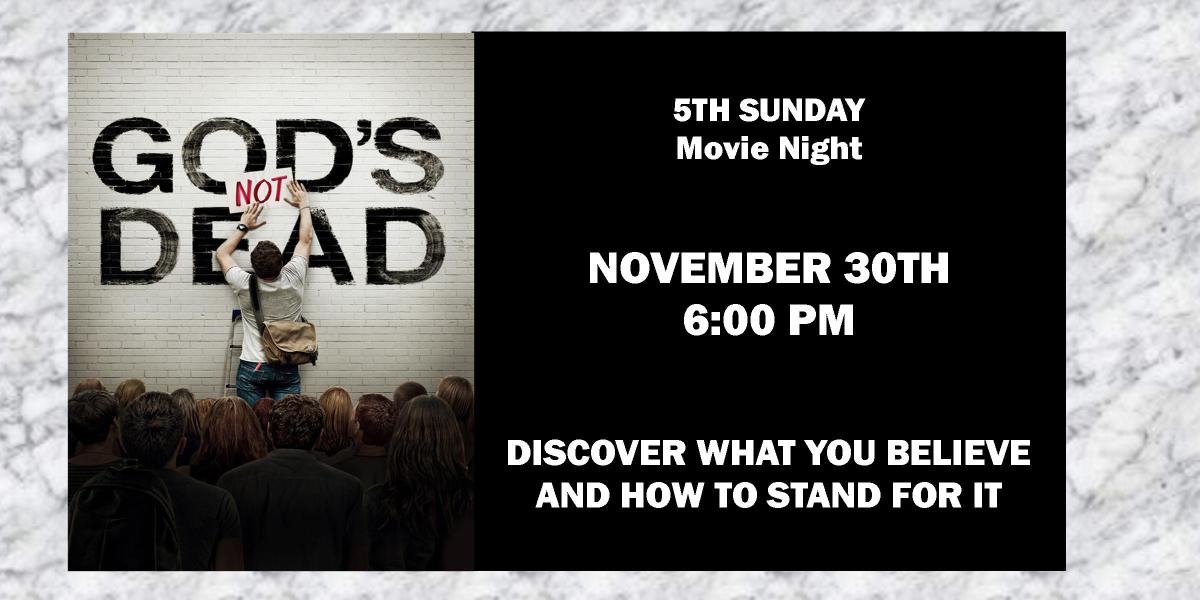 GOD'S
NOT
DEAD
5TH SUNDAY
Movie Night
NOVEMBER 30TH
6:00 PM
DISCOVER WHAT YOU BELIEVE
AND HOW TO STAND FOR IT